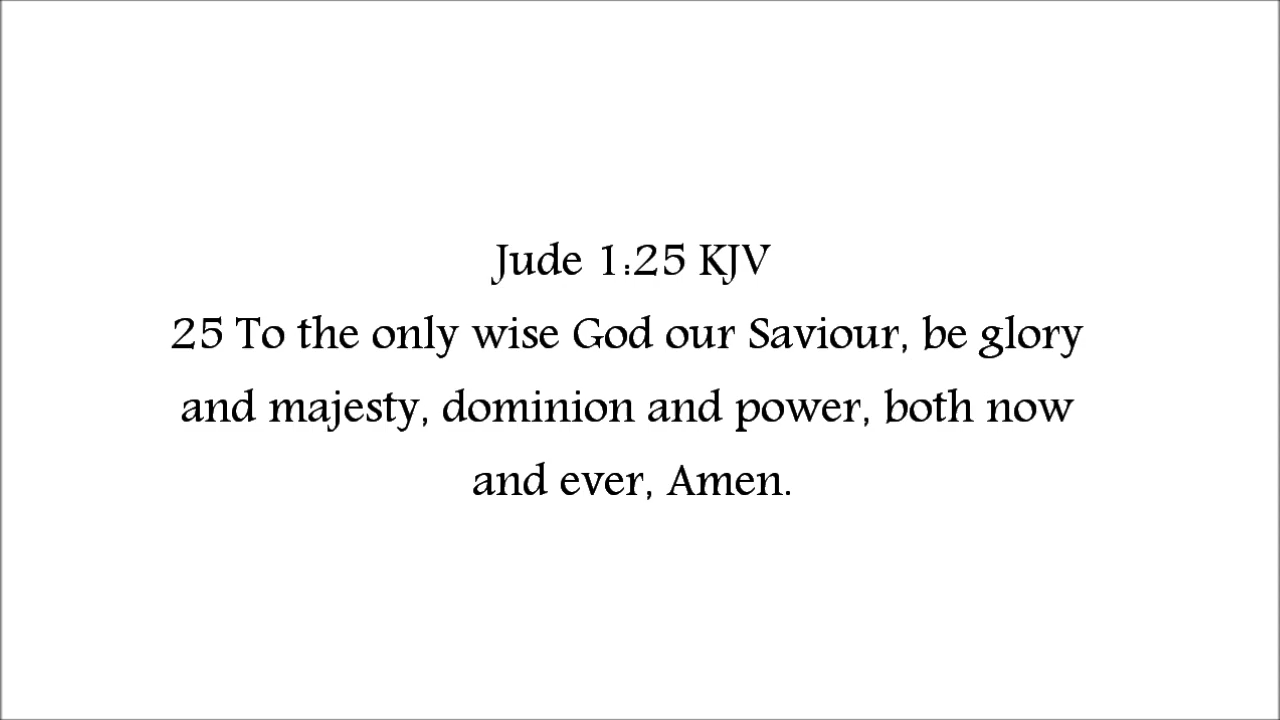 Jude 1:25 KJV
25 To the only wise God our Saviour, be glory
and majesty, dominion and power, both now
and ever, Amen.